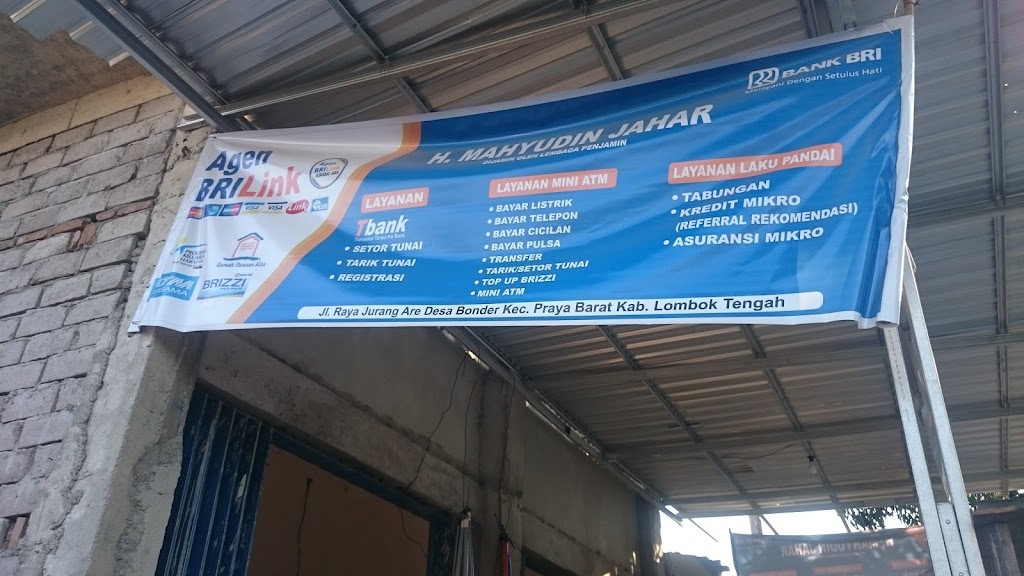 BANK BRI
Melayani Dengan Setulus Hati
Agen
BRILink
H. MAHYUDIN JAHAR
DIJAMIN OLEH LEMBAGA PENJAMIN
LAYANAN
Tbank
• SETOR TUNAI
• TARIK TUNAI
• REGISTRASI
LAYANAN MINI ATM
• BAYAR LISTRIK
• BAYAR TELEPON
• BAYAR CICILAN
• BAYAR PULSA
• TRANSFER
• TARIK/SETOR TUNAI
• TOP UP BRIZZI
• MINI ATM
LAYANAN LAKU PANDAI
• TABUNGAN
• KREDIT MIKRO
(REFERRAL REKOMENDASI)
• ASURANSI MIKRO
VISA VISA Link
BRIZZI
Jl. Raya Jurang Are Desa Bonder Kec. Praya Barat Kab. Lombok Tengah